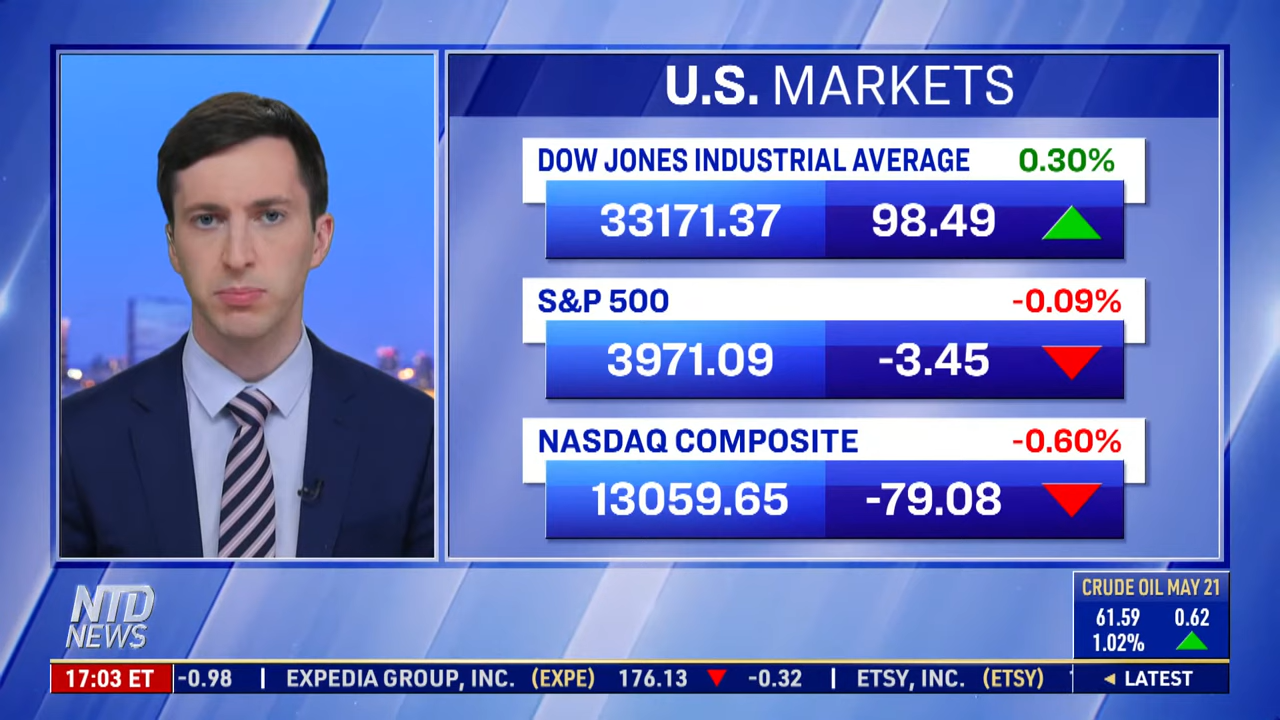 U.S. MARKETS
DOW JONES INDUSTRIAL AVERAGE 0.30%
33171.37 98.49
S&P 500 -0.09%
3971.09 -3.45
NASDAQ COMPOSITE -0.60%
13059.65 -79.08
NTD
NEWS
CRUDE OIL MAY 21
61.59 0.62
1.02%
17:03 ET -0.98 | EXPEDIA GROUP, INC. (EXPE) 176.13 -0.32 | ETSY, INC. (ETSY) LATEST